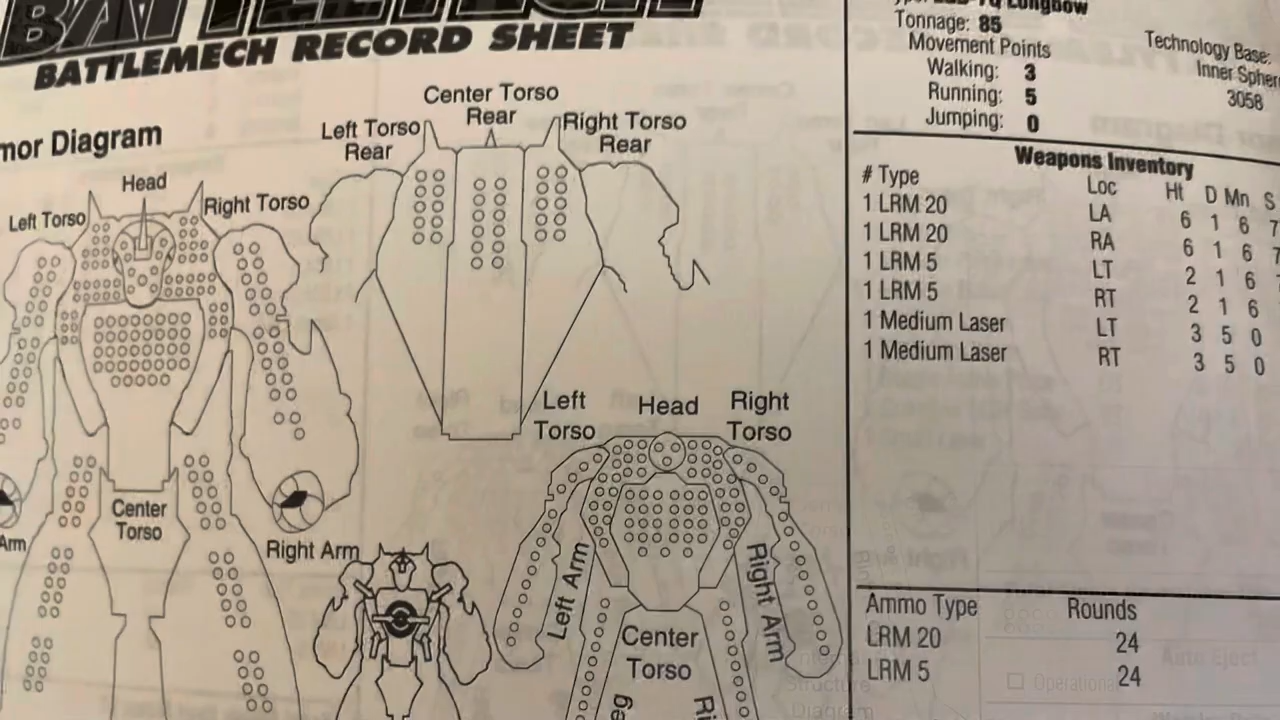 BATTLETECH
BATTLEMECH RECORD SHEET
Diagram
Head
Left Torso
Right Torso
Center
Torso
Arm
Right Arm
Center Torso
Rear
Left Torso
Rear
Right Torso
Rear
Left
Torso
Head
Right
Torso
Left Arm
Right Arm
Center
Torso
Longbow
Tonnage: 85
Movement Points
Walking: 3
Running: 5
Jumping: 0
Technology Base:
Inner Spher
3058
Weapons Inventory
# Type Loc Ht D Mn S
1 LRM 20 LA 6 1 6 7
1 LRM 20 RA 6 1 6 7
1 LRM 5 LT 2 1 6
1 LRM 5 RT 2 1 6
1 Medium Laser LT 3 5 0
1 Medium Laser RT 3 5 0
Ammo Type Rounds
LRM 20 24
LRM 5 24